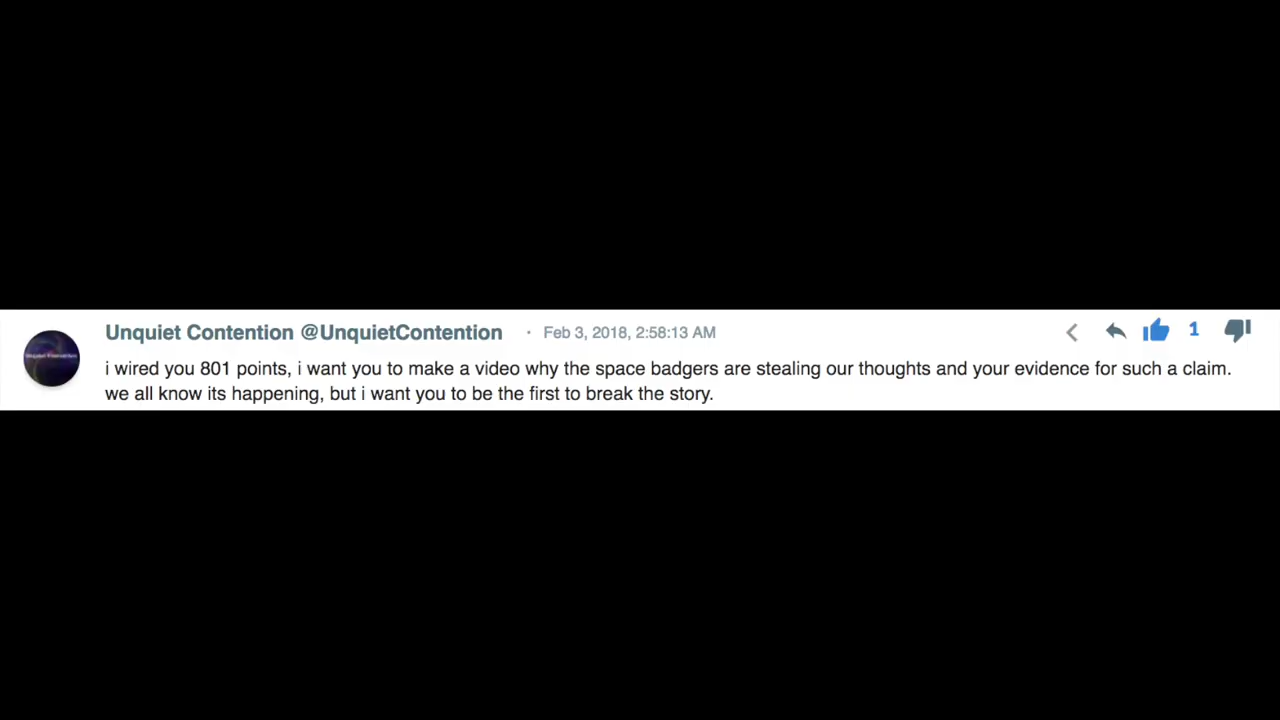 Unquiet Contention @UnquietContention · Feb 3, 2018, 2:58:13 AM 1
i wired you 801 points, i want you to make a video why the space badgers are stealing our thoughts and your evidence for such a claim.
we all know its happening, but i want you to be the first to break the story.